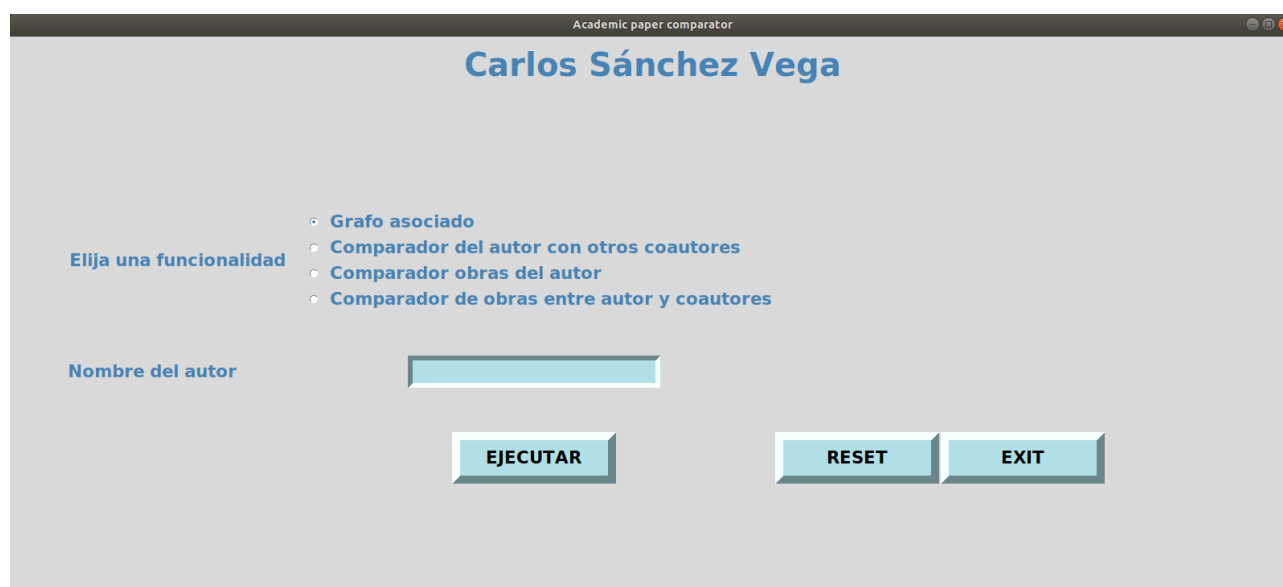 Academic paper comparator
Carlos Sánchez Vega
Grafo asociado
Comparador del autor con otros coautores
Elija una funcionalidad
Comparador obras del autor
Comparador de obras entre autor y coautores
Nombre del autor
EJECUTAR RESET EXIT